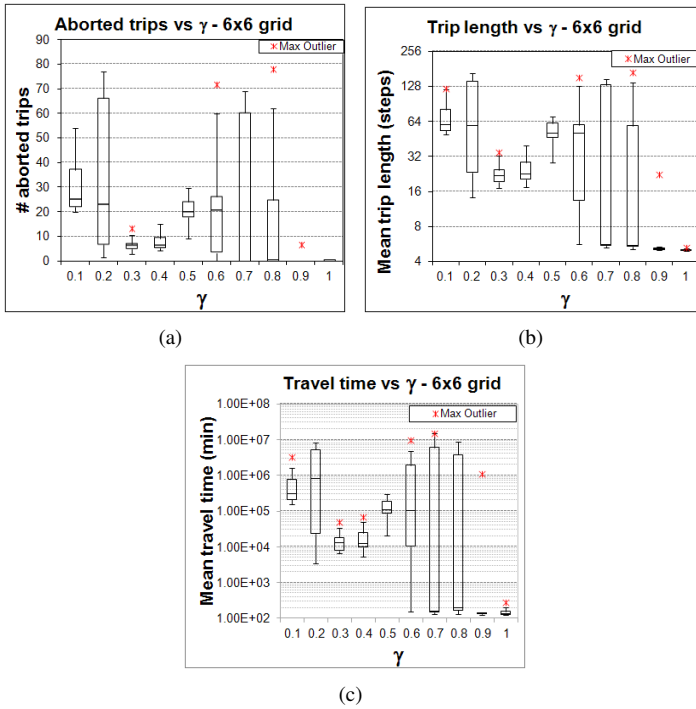 Aborted trips vs γ - 6x6 grid
Max Outlier
# aborted trips
90
80
70
60
50
40
30
20
10
0
0.1 0.2 0.3 0.4 0.5 0.6 0.7 0.8 0.9 1
γ
(a)
Trip length vs γ - 6x6 grid
Max Outlier
Mean trip length (steps)
256
128
64
32
16
8
4
0.1 0.2 0.3 0.4 0.5 0.6 0.7 0.8 0.9 1
γ
(b)
Travel time vs γ - 6x6 grid
Max Outlier
Mean travel time (min)
1.00E+08
1.00E+07
1.00E+06
1.00E+05
1.00E+04
1.00E+03
1.00E+02
0.1 0.2 0.3 0.4 0.5 0.6 0.7 0.8 0.9 1
γ
(c)